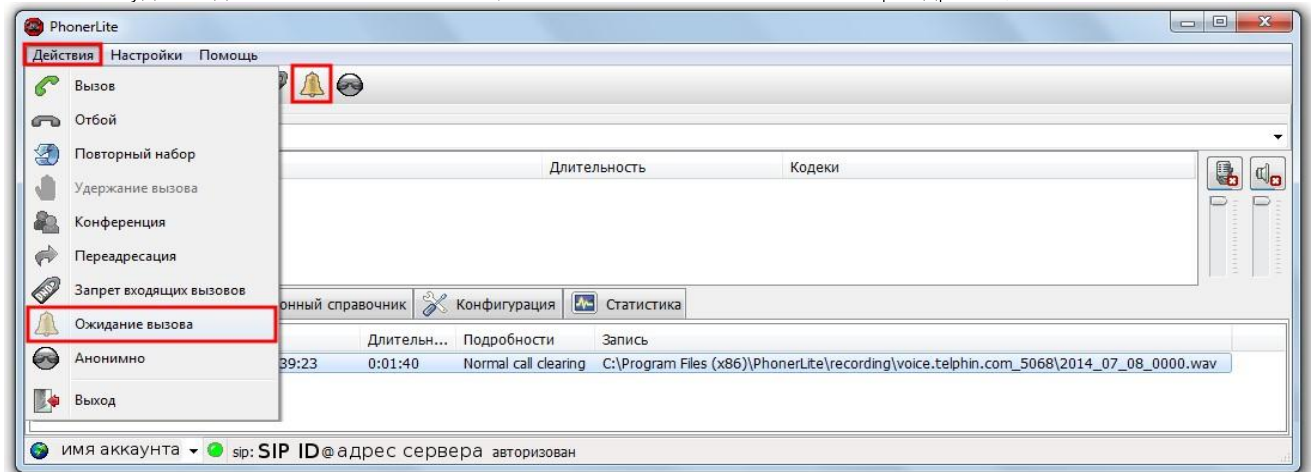 PhonerLite
Действия Настройки Помощь
Вызов
Отбой
Повторный набор
Длительность Кодеки
Удержание вызова
Конференция
Переадресация
Запрет входящих вызовов
онный справочник Конфигурация Статистика
Ожидание вызова
Длительн... Подробности Запись
Анонимно
39:23 0:01:40 Normal call clearing C:\Program Files (x86)\PhonerLite\recording\voice.telphin.com_5068\2014_07_08_0000.wav
Выход
имя аккаунта sip: SIP ID@адрес сервера авторизован